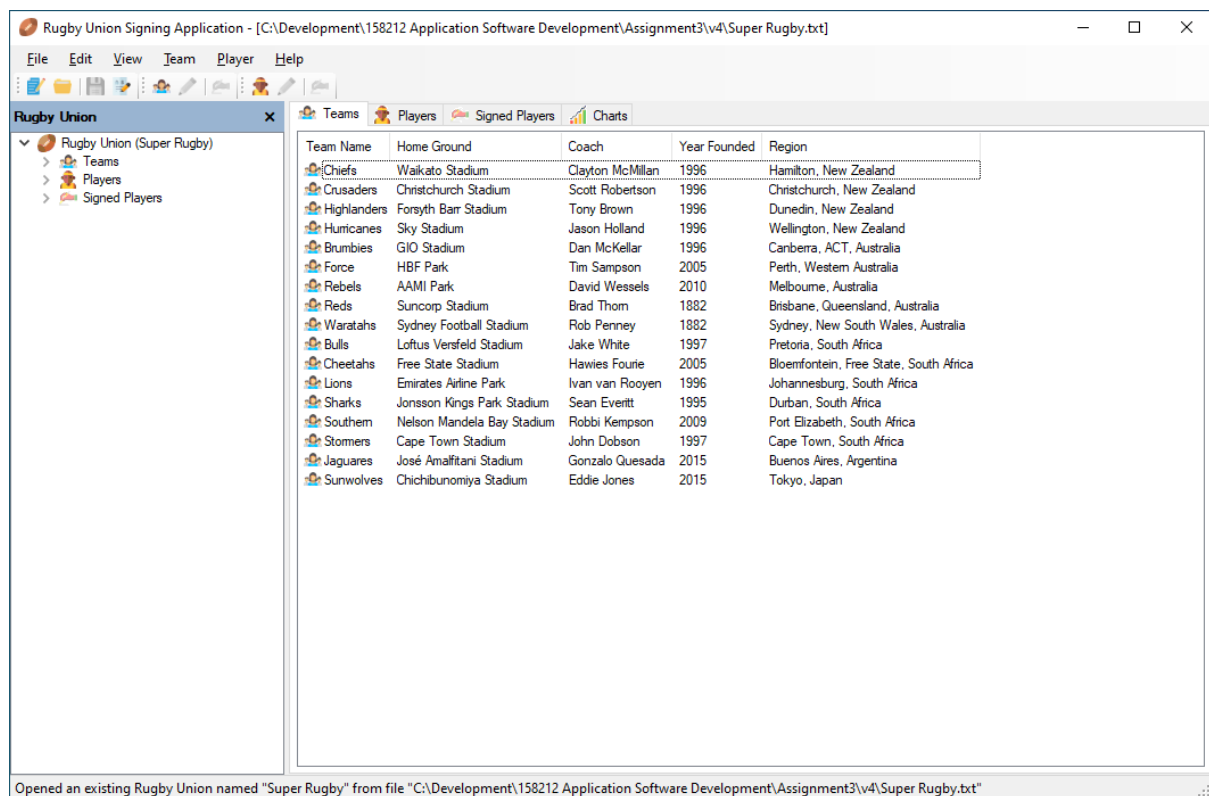 Rugby Union Signing Application - [C:\Development\158212 Application Software Development\Assignment3\v4\Super Rugby.txt]
File Edit View Team Player Help
Rugby Union
Teams Players Signed Players Charts
Rugby Union (Super Rugby)
Teams
Players
Signed Players
Team Name Home Ground Coach Year Founded Region
Chiefs Waikato Stadium Clayton McMillan 1996 Hamilton, New Zealand
Crusaders Christchurch Stadium Scott Robertson 1996 Christchurch, New Zealand
Highlanders Forsyth Barr Stadium Tony Brown 1996 Dunedin, New Zealand
Hurricanes Sky Stadium Jason Holland 1996 Wellington, New Zealand
Brumbies GIO Stadium Dan McKellar 1996 Canberra, ACT, Australia
Force HBF Park Tim Sampson 2005 Perth, Western Australia
Rebels AAMI Park David Wessels 2010 Melbourne, Australia
Reds Suncorp Stadium Brad Thorn 1882 Brisbane, Queensland, Australia
Waratahs Sydney Football Stadium Rob Penney 1882 Sydney, New South Wales, Australia
Bulls Loftus Versfeld Stadium Jake White 1997 Pretoria, South Africa
Cheetahs Free State Stadium Hawies Fourie 2005 Bloemfontein, Free State, South Africa
Lions Emirates Airline Park Ivan van Rooyen 1996 Johannesburg, South Africa
Sharks Jonsson Kings Park Stadium Sean Everitt 1995 Durban, South Africa
Southern Nelson Mandela Bay Stadium Robbi Kempson 2009 Port Elizabeth, South Africa
Stormers Cape Town Stadium John Dobson 1997 Cape Town, South Africa
Jaguares José Amalfitani Stadium Gonzalo Quesada 2015 Buenos Aires, Argentina
Sunwolves Chichibunomiya Stadium Eddie Jones 2015 Tokyo, Japan
Opened an existing Rugby Union named "Super Rugby" from file "C:\Development\158212 Application Software Development\Assignment3\v4\Super Rugby.txt"